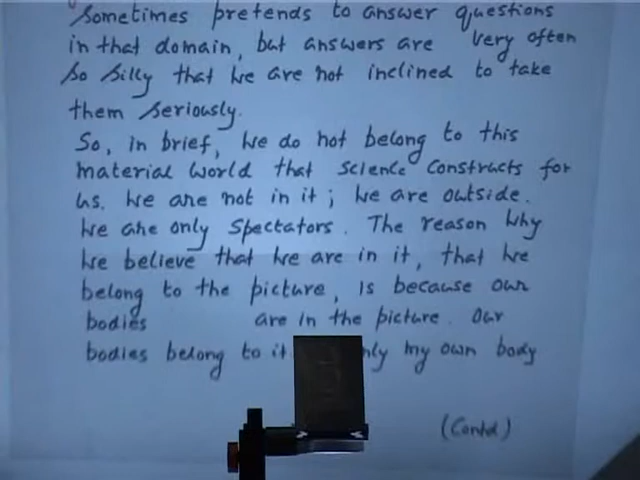 Sometimes pretends to answer questions
in that domain, but answers are very often
so silly that we are not inclined to take
them seriously.
So, in brief, we do not belong to this
material world that science constructs for
us. We are not in it; we are outside.
We are only spectators. The reason why
we believe that we are in it, that we
belong to the picture, is because our
bodies are in the picture. Our
bodies belong to it my own body
(Contd)